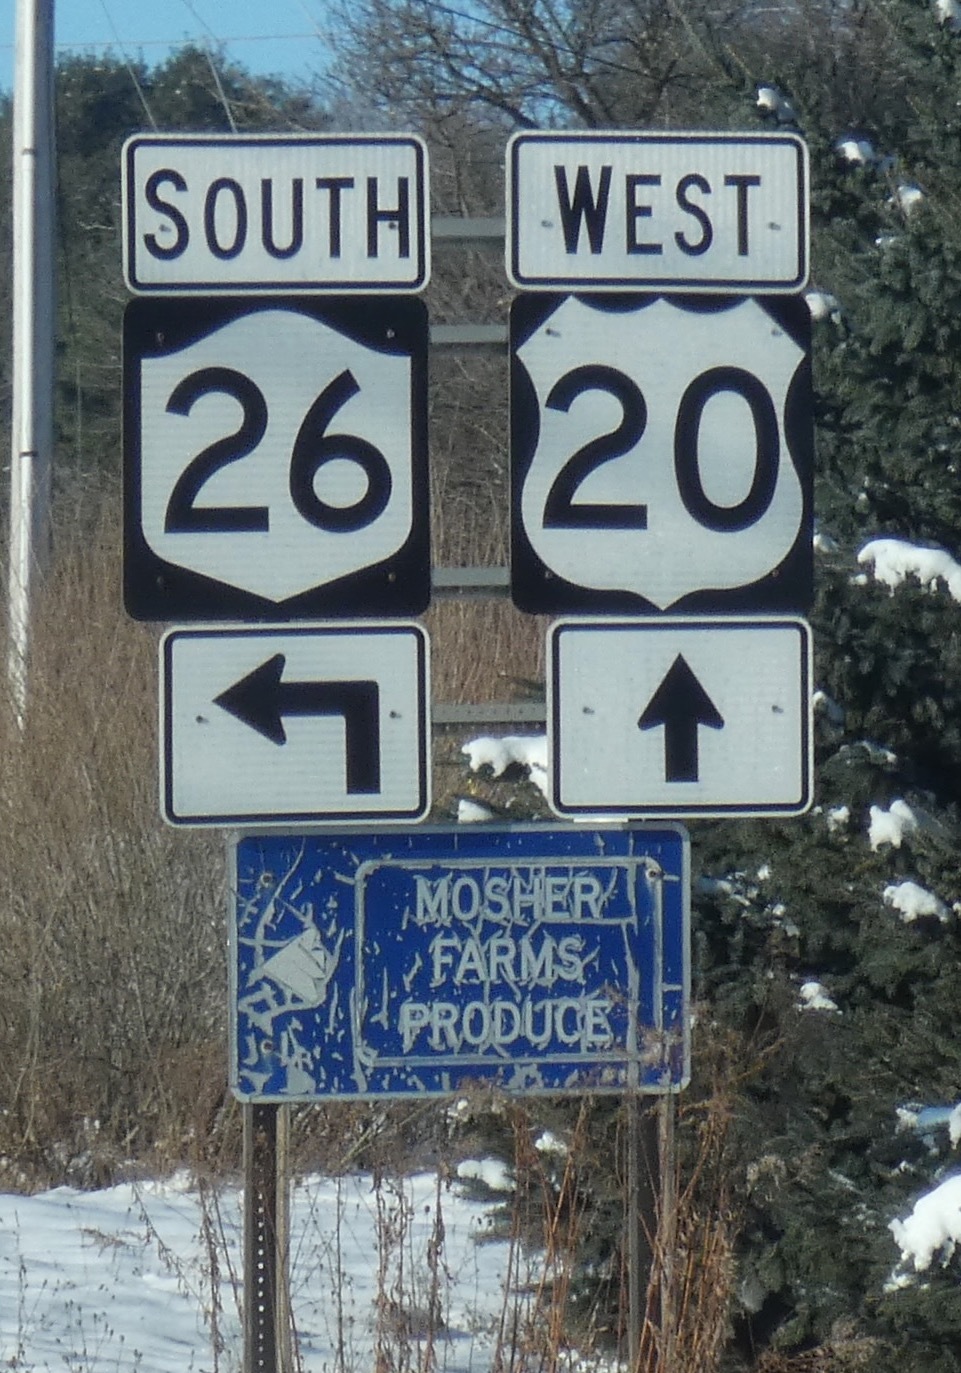 SOUTH
26
WEST
20
MOSHER
FARMS
PRODUCE